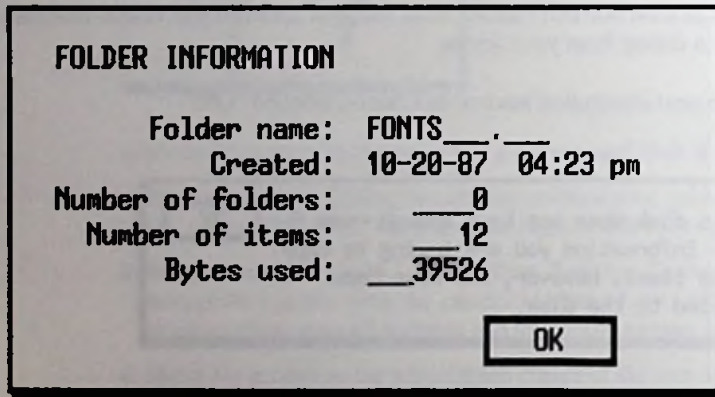 FOLDER INFORMATION
Folder name: FONTS___.___
Created: 10-20-87 04:23 pm
Number of folders: ____0
Number of items: ___12
Bytes used: ___39526
OK